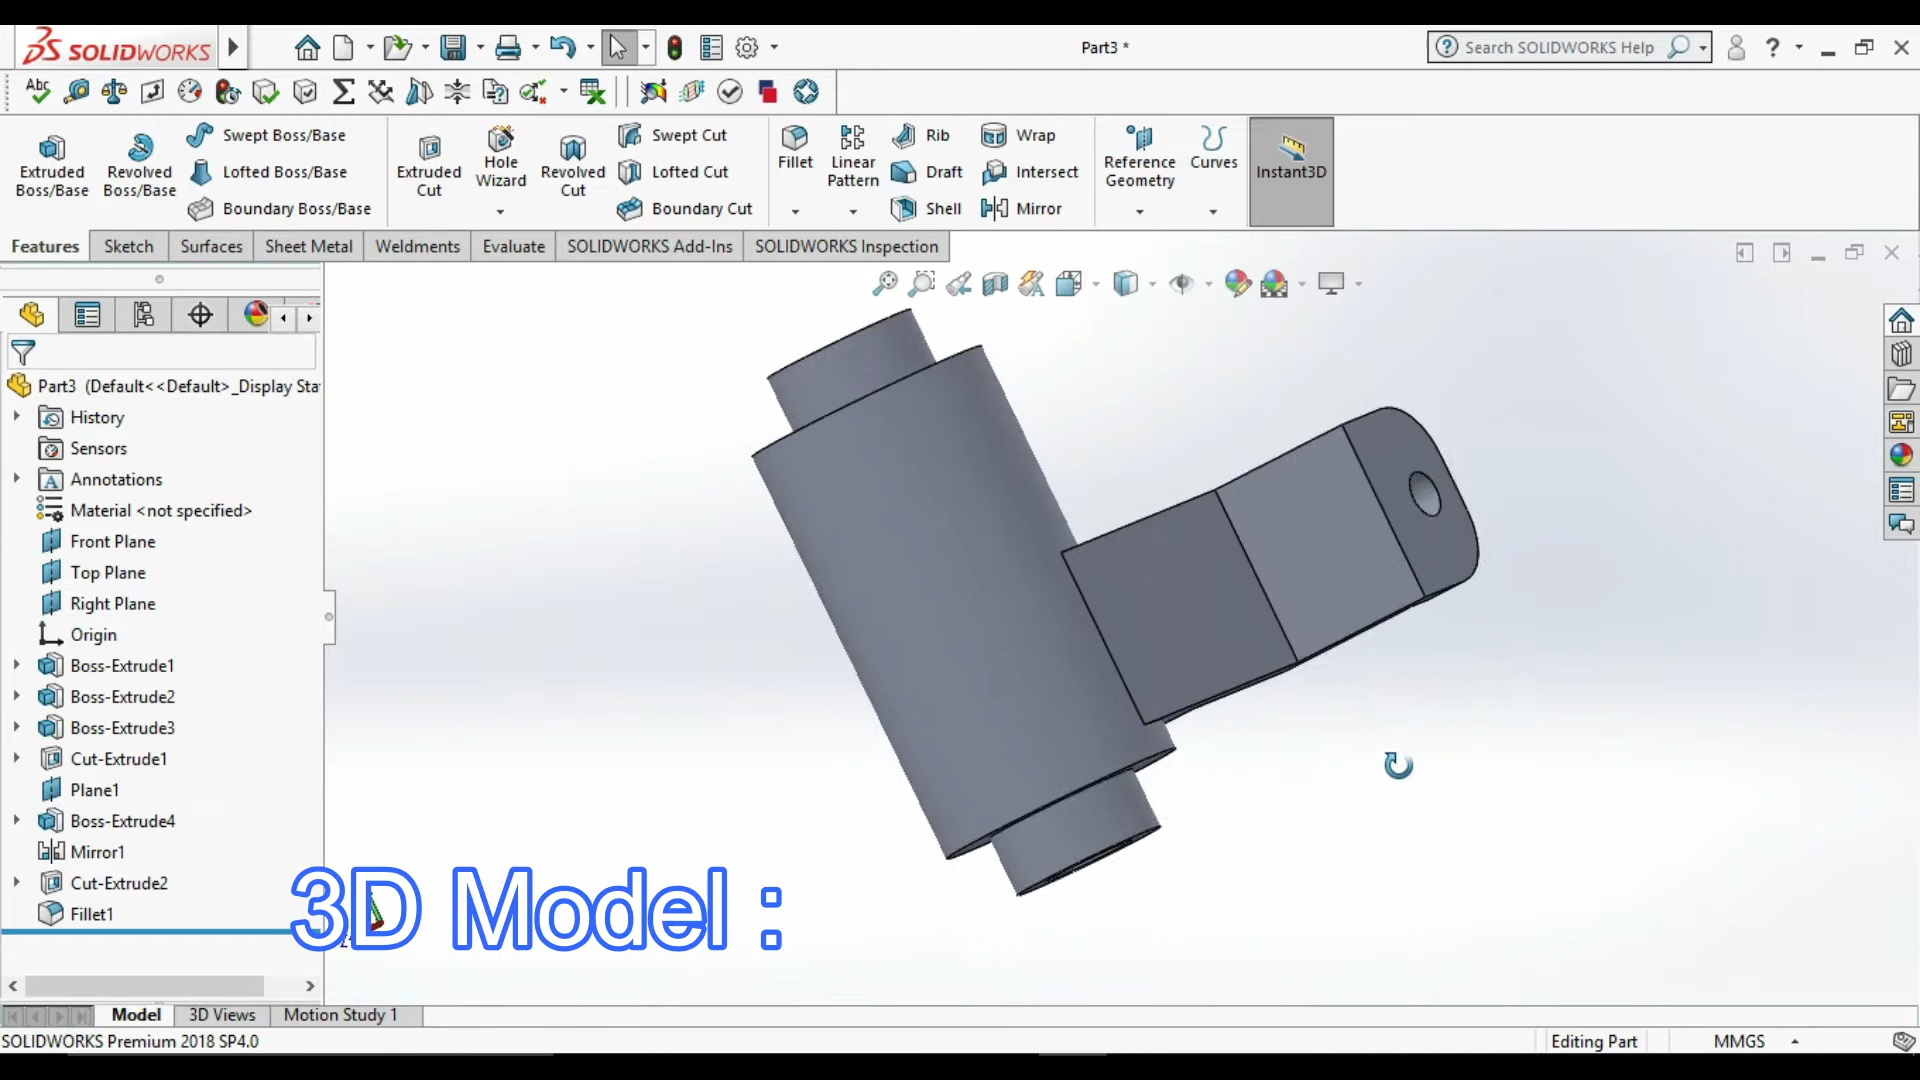 SOLIDWORKS
Part3 *
Search SOLIDWORKS Help
Abc
Extruded Boss/Base
Revolved Boss/Base
Swept Boss/Base
Lofted Boss/Base
Boundary Boss/Base
Extruded Cut
Hole Wizard
Revolved Cut
Swept Cut
Lofted Cut
Boundary Cut
Fillet
Linear Pattern
Rib
Draft
Shell
Wrap
Intersect
Mirror
Reference Geometry
Curves
Instant3D
Features
Sketch
Surfaces
Sheet Metal
Weldments
Evaluate
SOLIDWORKS Add-Ins
SOLIDWORKS Inspection
Part3 (Default<<Default>_Display Sta
History
Sensors
Annotations
Material <not specified>
Front Plane
Top Plane
Right Plane
Origin
Boss-Extrude1
Boss-Extrude2
Boss-Extrude3
Cut-Extrude1
Plane1
Boss-Extrude4
Mirror1
Cut-Extrude2
Fillet1
3D Model :
Model
3D Views
Motion Study 1
SOLIDWORKS Premium 2018 SP4.0
Editing Part
MMGS